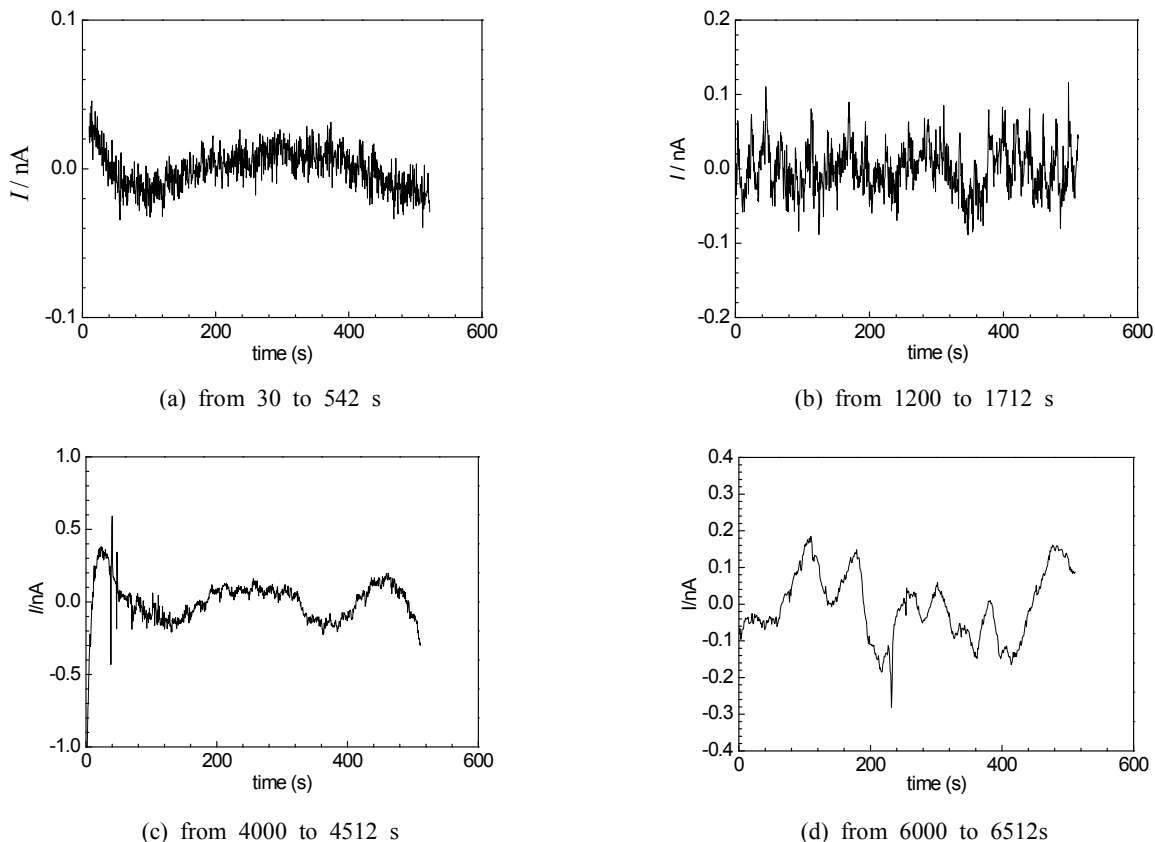 0.1
0.0
-0.1
I / nA
0 200 400 600
time (s)
(a) from 30 to 542 s
0.2
0.1
0.0
-0.1
-0.2
I / nA
0 200 400 600
time (s)
(b) from 1200 to 1712 s
1.0
0.5
0.0
-0.5
-1.0
I/nA
0 200 400 600
time (s)
(c) from 4000 to 4512 s
0.4
0.3
0.2
0.1
0.0
-0.1
-0.2
-0.3
-0.4
I/nA
0 200 400 600
time (s)
(d) from 6000 to 6512s